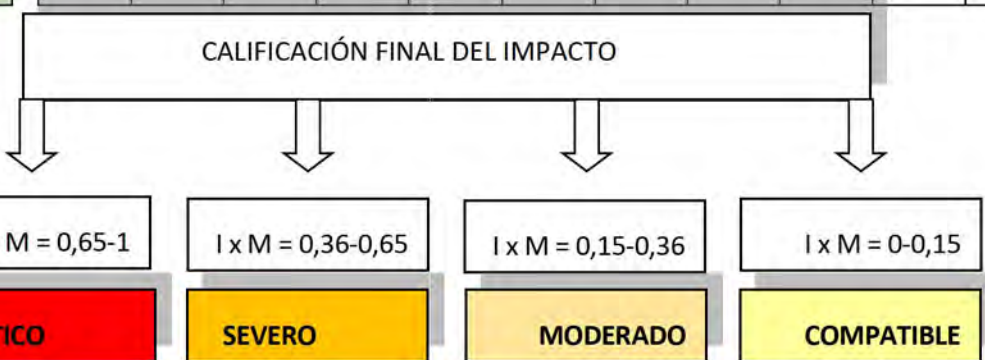 CALIFICACIÓN FINAL DEL IMPACTO
M = 0,65-1
I x M = 0,36-0,65
I x M = 0,15-0,36
I x M = 0-0,15
SEVERO
MODERADO
COMPATIBLE